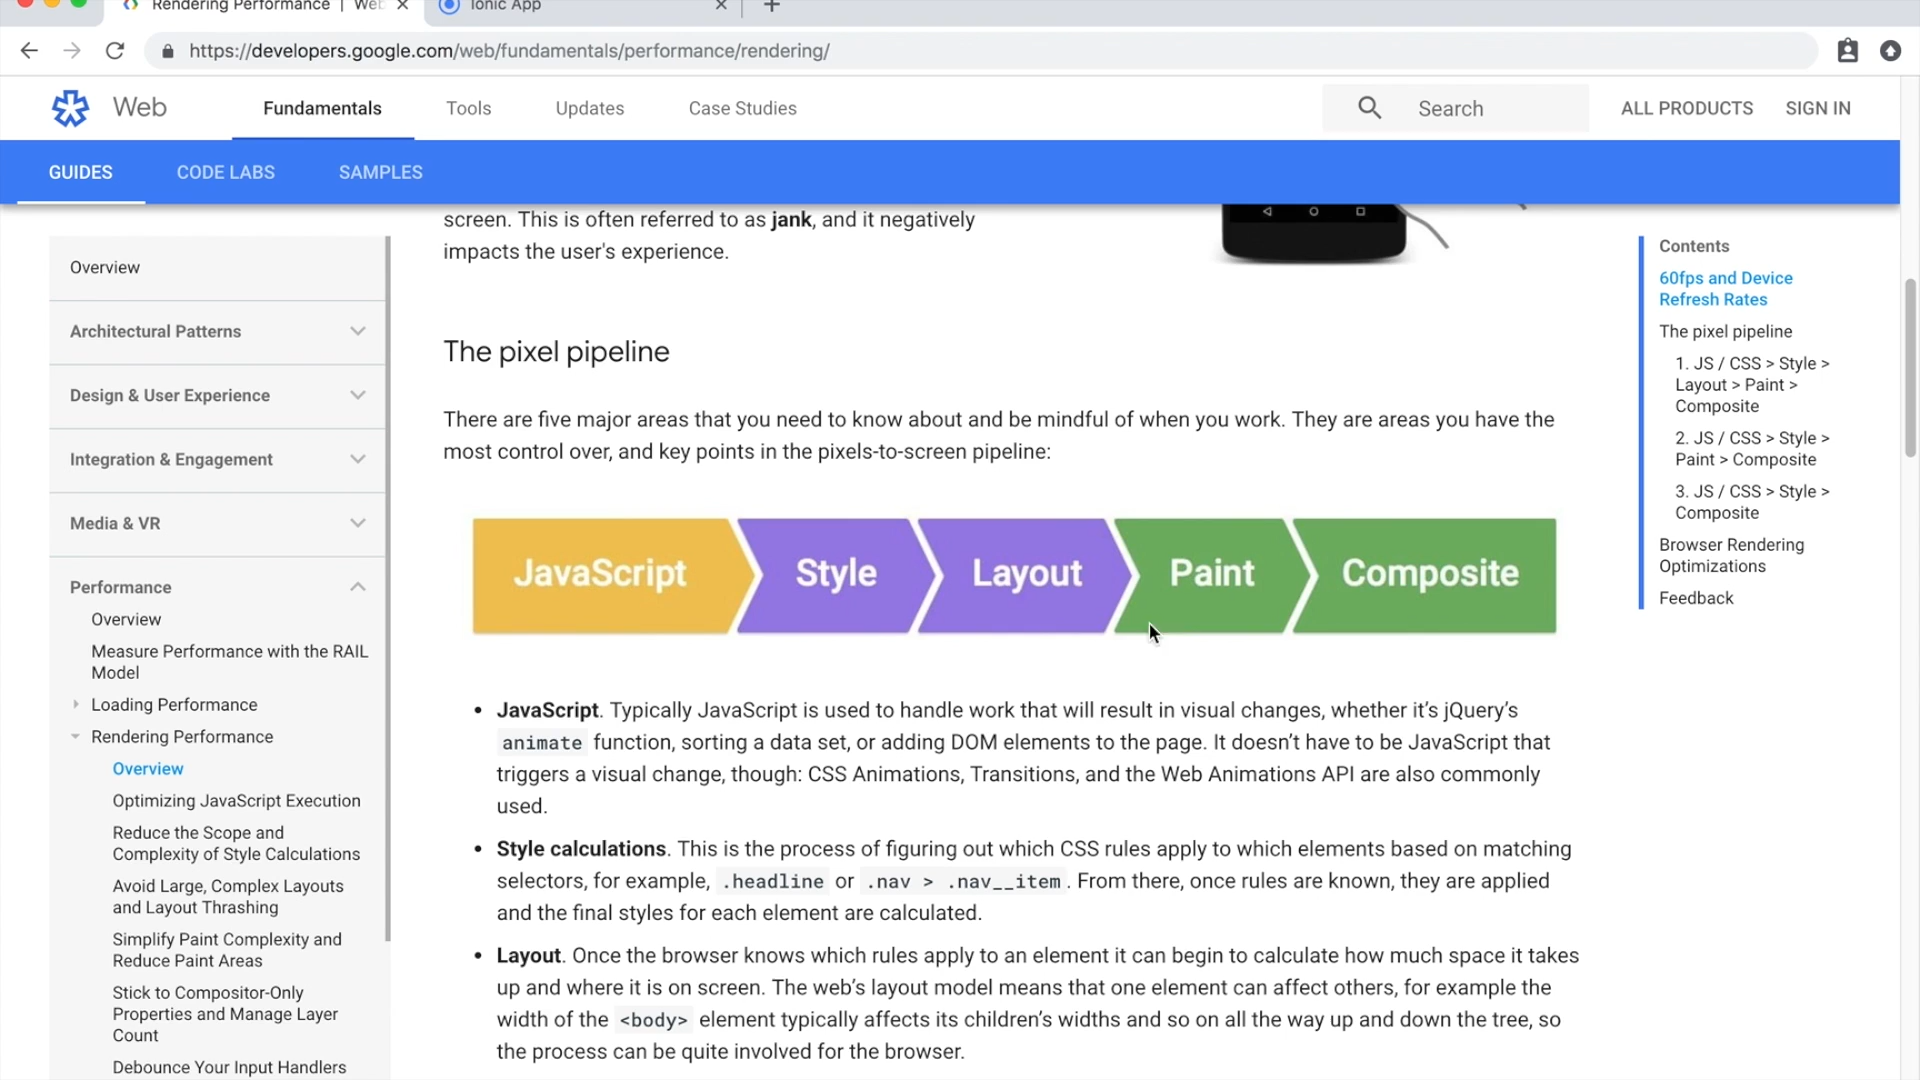 Rendering Performance | Web
Ionic App
https://developers.google.com/web/fundamentals/performance/rendering/
Web
Fundamentals
Tools
Updates
Case Studies
Search
ALL PRODUCTS
SIGN IN
GUIDES
CODE LABS
SAMPLES
Overview
Architectural Patterns
Design & User Experience
Integration & Engagement
Media & VR
Performance
Overview
Measure Performance with the RAIL
Model
Loading Performance
Rendering Performance
Overview
Optimizing JavaScript Execution
Reduce the Scope and
Complexity of Style Calculations
Avoid Large, Complex Layouts
and Layout Thrashing
Simplify Paint Complexity and
Reduce Paint Areas
Stick to Compositor-Only
Properties and Manage Layer
Count
Debounce Your Input Handlers
screen. This is often referred to as jank, and it negatively
impacts the user's experience.
The pixel pipeline
There are five major areas that you need to know about and be mindful of when you work. They are areas you have the
most control over, and key points in the pixels-to-screen pipeline:
JavaScript
Style
Layout
Paint
Composite
• JavaScript. Typically JavaScript is used to handle work that will result in visual changes, whether it’s jQuery’s
animate function, sorting a data set, or adding DOM elements to the page. It doesn’t have to be JavaScript that
triggers a visual change, though: CSS Animations, Transitions, and the Web Animations API are also commonly
used.
• Style calculations. This is the process of figuring out which CSS rules apply to which elements based on matching
selectors, for example, .headline or .nav > .nav__item. From there, once rules are known, they are applied
and the final styles for each element are calculated.
• Layout. Once the browser knows which rules apply to an element it can begin to calculate how much space it takes
up and where it is on screen. The web’s layout model means that one element can affect others, for example the
width of the <body> element typically affects its children’s widths and so on all the way up and down the tree, so
the process can be quite involved for the browser.
Contents
60fps and Device
Refresh Rates
The pixel pipeline
1. JS / CSS > Style >
Layout > Paint >
Composite
2. JS / CSS > Style >
Paint > Composite
3. JS / CSS > Style >
Composite
Browser Rendering
Optimizations
Feedback